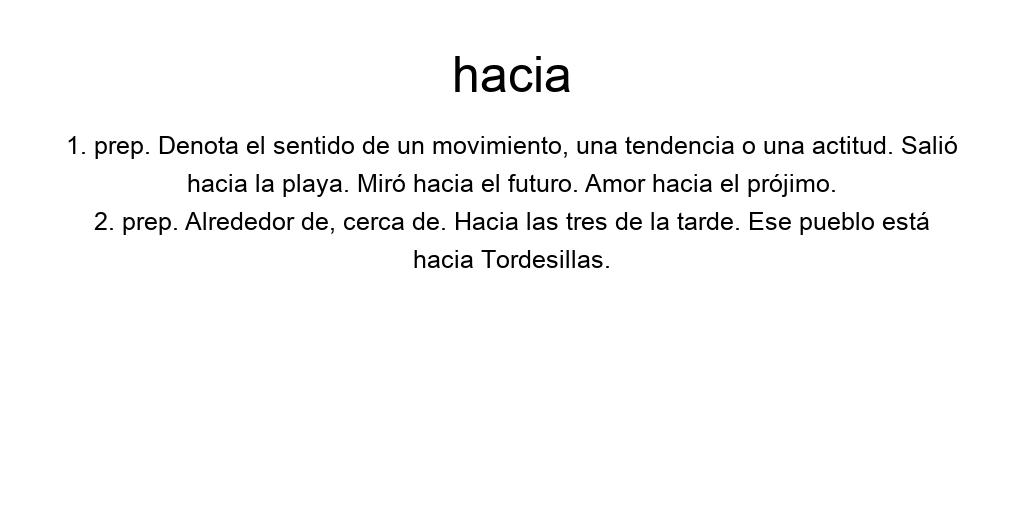 hacia
1. prep. Denota el sentido de un movimiento, una tendencia o una actitud. Salió
hacia la playa. Miró hacia el futuro. Amor hacia el prójimo.
2. prep. Alrededor de, cerca de. Hacia las tres de la tarde. Ese pueblo está
hacia Tordesillas.